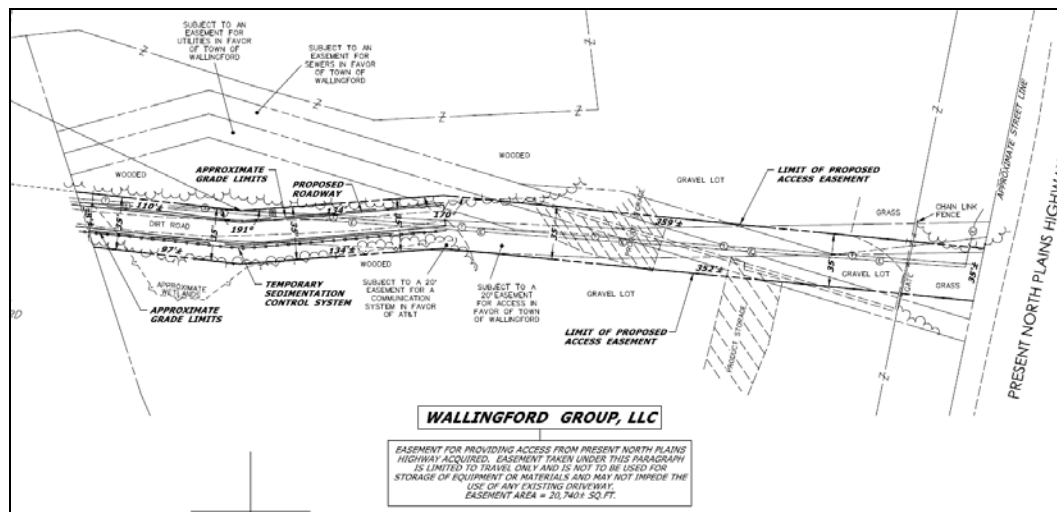 SUBJECT TO AN
EASEMENT FOR
UTILITIES IN FAVOR
OF TOWN OF
WALLINGFORD
SUBJECT TO AN
EASEMENT FOR
SEWERS IN FAVOR
OF TOWN OF
WALLINGFORD
WOODED
APPROXIMATE
GRADE LIMITS
PROPOSED
ROADWAY
WOODED
GRAVEL LOT
LIMIT OF PROPOSED
ACCESS EASEMENT
APPROXIMATE STREET LINE
PRESENT NORTH PLAINS HIGHWAY
GRASS
CHAIN LINK
FENCE
110'±
191°
170°
359'±
DIRT ROAD
35'±
97'±
134'±
352'±
35'
35'±
GRAVEL LOT
GATE
GRASS
APPROXIMATE
WETLANDS
APPROXIMATE
GRADE LIMITS
TEMPORARY
SEDIMENTATION
CONTROL SYSTEM
WOODED
SUBJECT TO A 20'
EASEMENT FOR A
COMMUNICATION
SYSTEM IN FAVOR
OF AT&T
SUBJECT TO A
20' EASEMENT
FOR ACCESS IN
FAVOR OF TOWN
OF WALLINGFORD
GRAVEL LOT
LIMIT OF PROPOSED
ACCESS EASEMENT
PRODUCT STORAGE
WALLINGFORD GROUP, LLC
EASEMENT FOR PROVIDING ACCESS FROM PRESENT NORTH PLAINS
HIGHWAY ACQUIRED. EASEMENT TAKEN UNDER THIS PARAGRAPH
IS LIMITED TO TRAVEL ONLY AND IS NOT TO BE USED FOR
STORAGE OF EQUIPMENT OR MATERIALS AND MAY NOT IMPEDE THE
USE OF ANY EXISTING DRIVEWAY.
EASEMENT AREA = 20,740± SQ.FT.